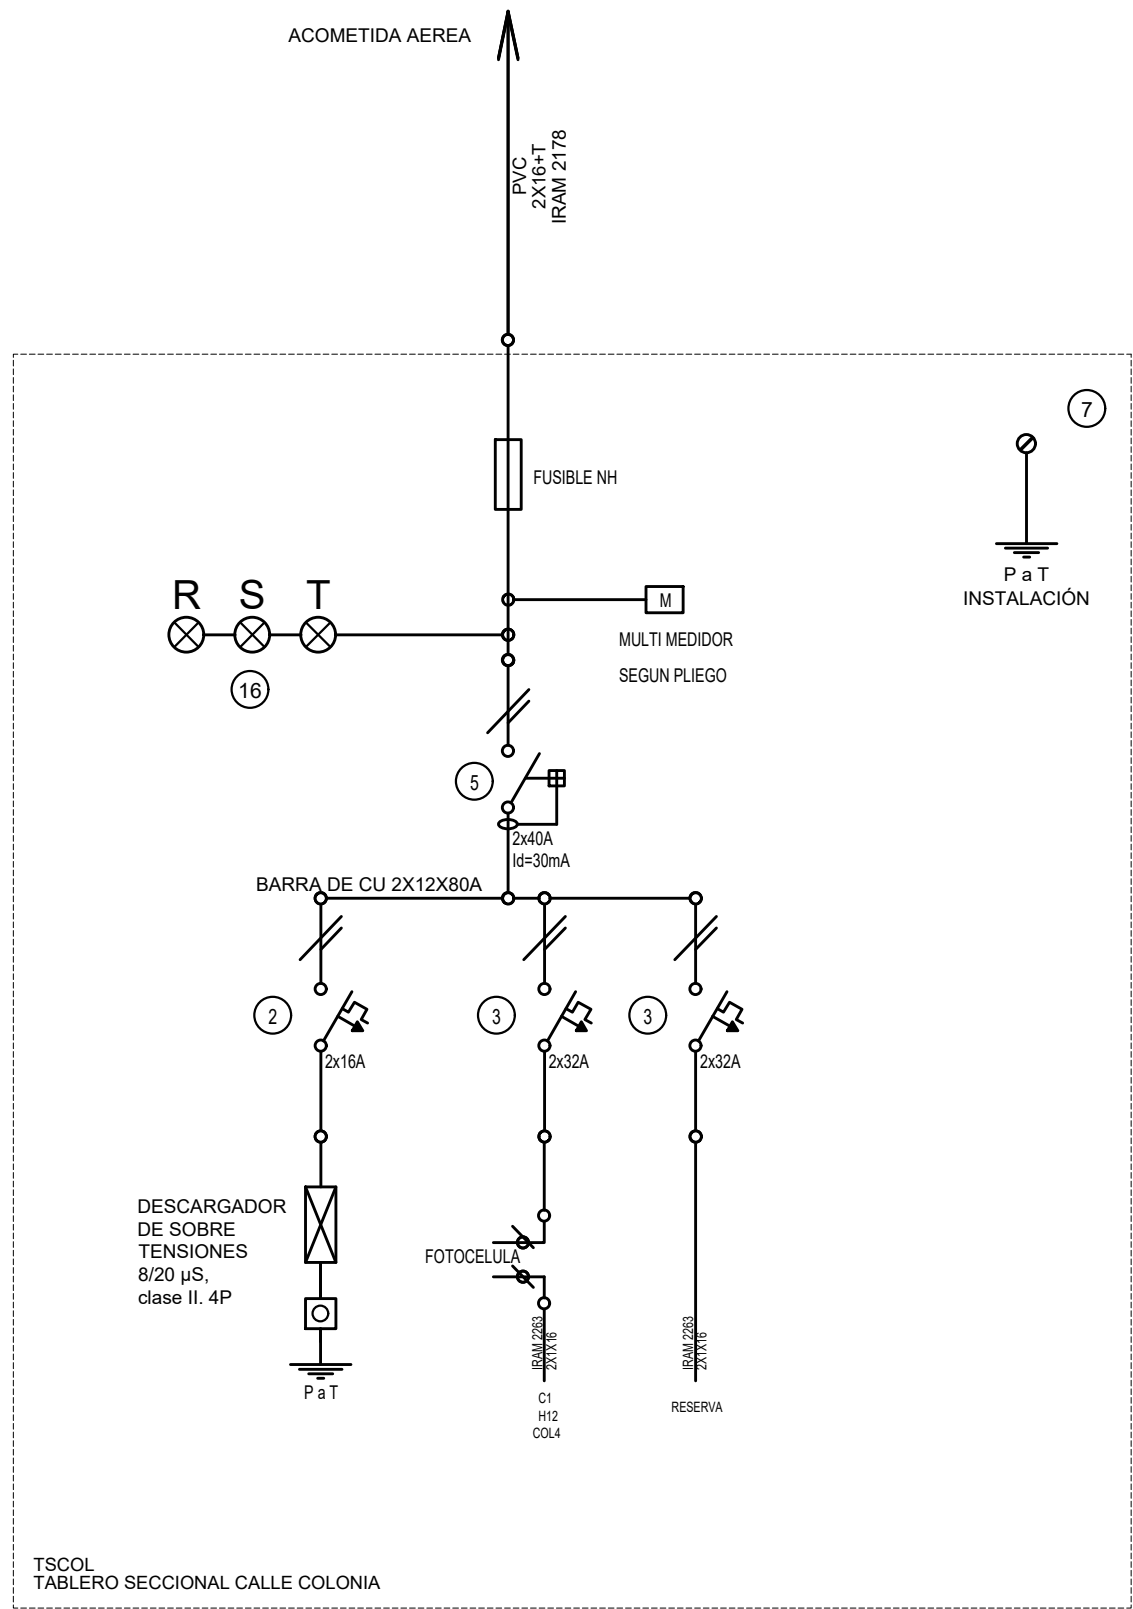 ACOMETIDA AEREA
PVC
2X16+T
IRAM 2178
7
FUSIBLE NH
P a T
INSTALACIÓN
R S T
M
MULTI MEDIDOR
SEGUN PLIEGO
16
5
2x40A
Id=30mA
BARRA DE CU 2X12X80A
2
3
3
2x16A
2x32A
2x32A
DESCARGADOR
DE SOBRE
TENSIONES
8/20 µS,
clase II. 4P
FOTOCELULA
IRAM 2263
2X1X16
IRAM 2263
2X1X16
P a T
C1
H12
COL4
RESERVA
TSCOL
TABLERO SECCIONAL CALLE COLONIA